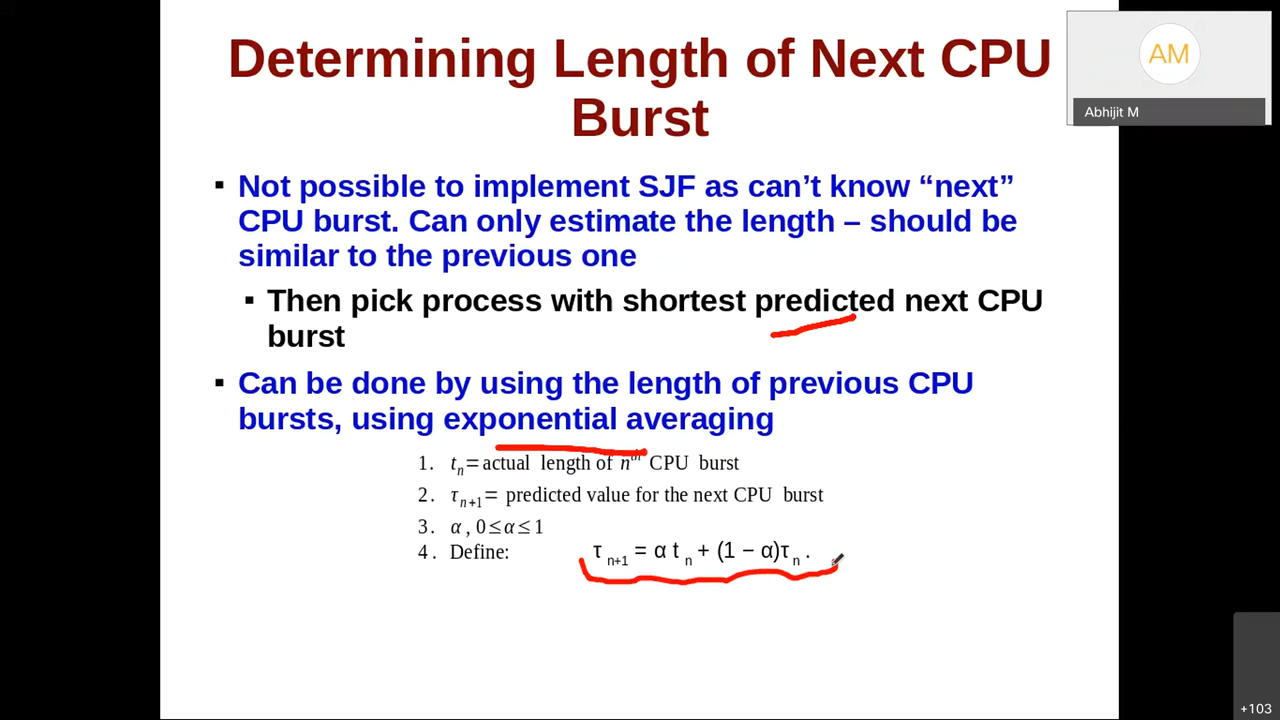 Determining Length of Next CPU
Burst
AM
Abhijit M
▪ Not possible to implement SJF as can’t know “next”
CPU burst. Can only estimate the length – should be
similar to the previous one
▪ Then pick process with shortest predicted next CPU
burst
▪ Can be done by using the length of previous CPU
bursts, using exponential averaging
1. tn= actual length of nth CPU burst
2. τn+1= predicted value for the next CPU burst
3. α , 0≤α≤1
4. Define: τn+1 = α tn + (1 − α)τn .
+103